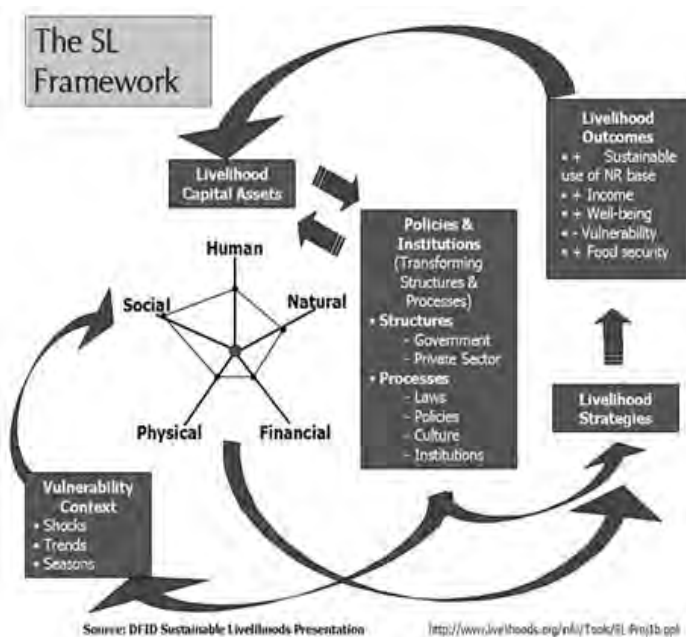 The SL
Framework
Livelihood
Capital Assets
Human
Social
Natural
Physical
Financial
Vulnerability
Context
• Shocks
• Trends
• Seasons
Policies &
Institutions
(Transforming
Structures &
Processes)
• Structures
- Government
- Private Sector
• Processes
- Laws
- Policies
- Culture
- Institutions
Livelihood
Outcomes
• + Sustainable
use of NR base
• + Income
• + Well-being
• - Vulnerability
• + Food security
Livelihood
Strategies
Source: DFID Sustainable Livelihoods Presentation